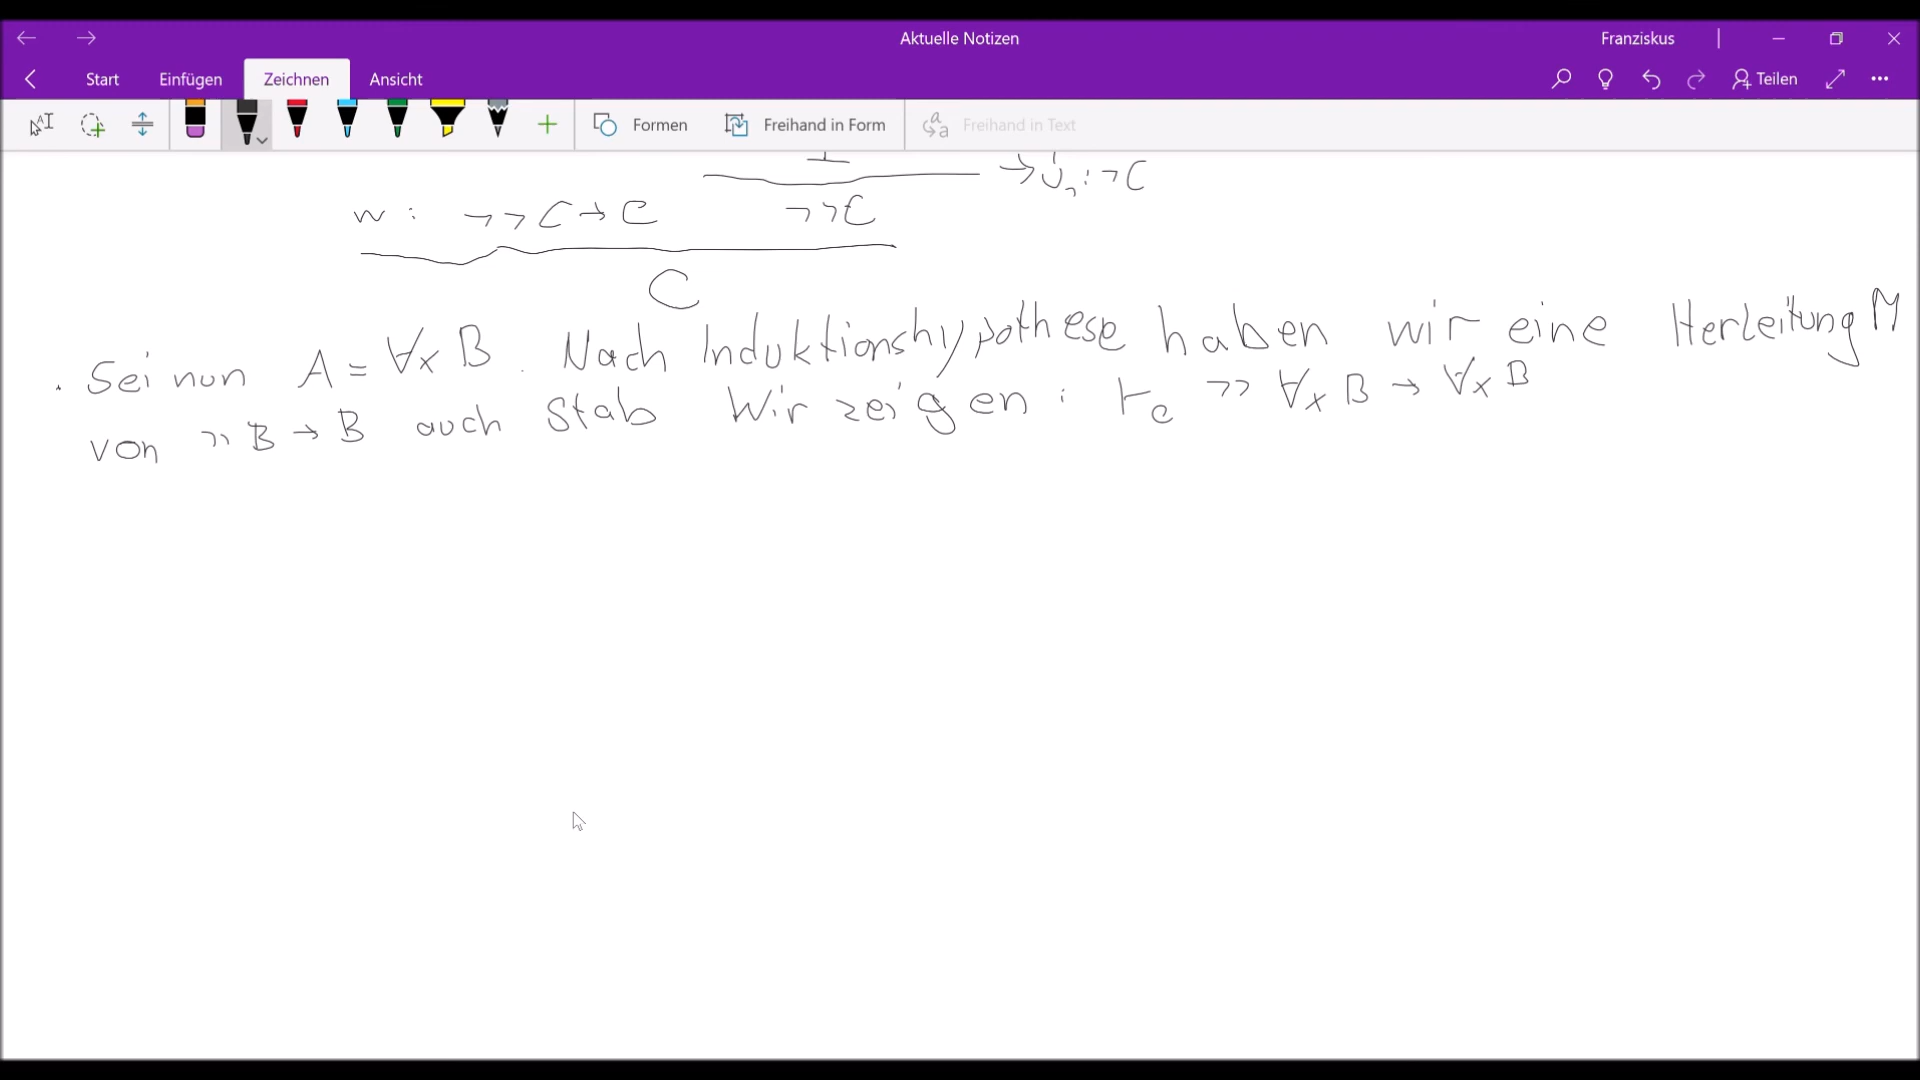 Aktuelle Notizen
Franziskus
Start Einfügen Zeichnen Ansicht
Teilen
Formen Freihand in Form Freihand in Text
⊥
→ : ¬C
w : ¬¬C → C ¬¬C
C
. Sei nun A = ∀x B. Nach Induktionshypothese haben wir eine Herleitung M
von ¬¬B → B auch Stab Wir zeigen : ⊢c ¬¬ ∀x B → ∀x B